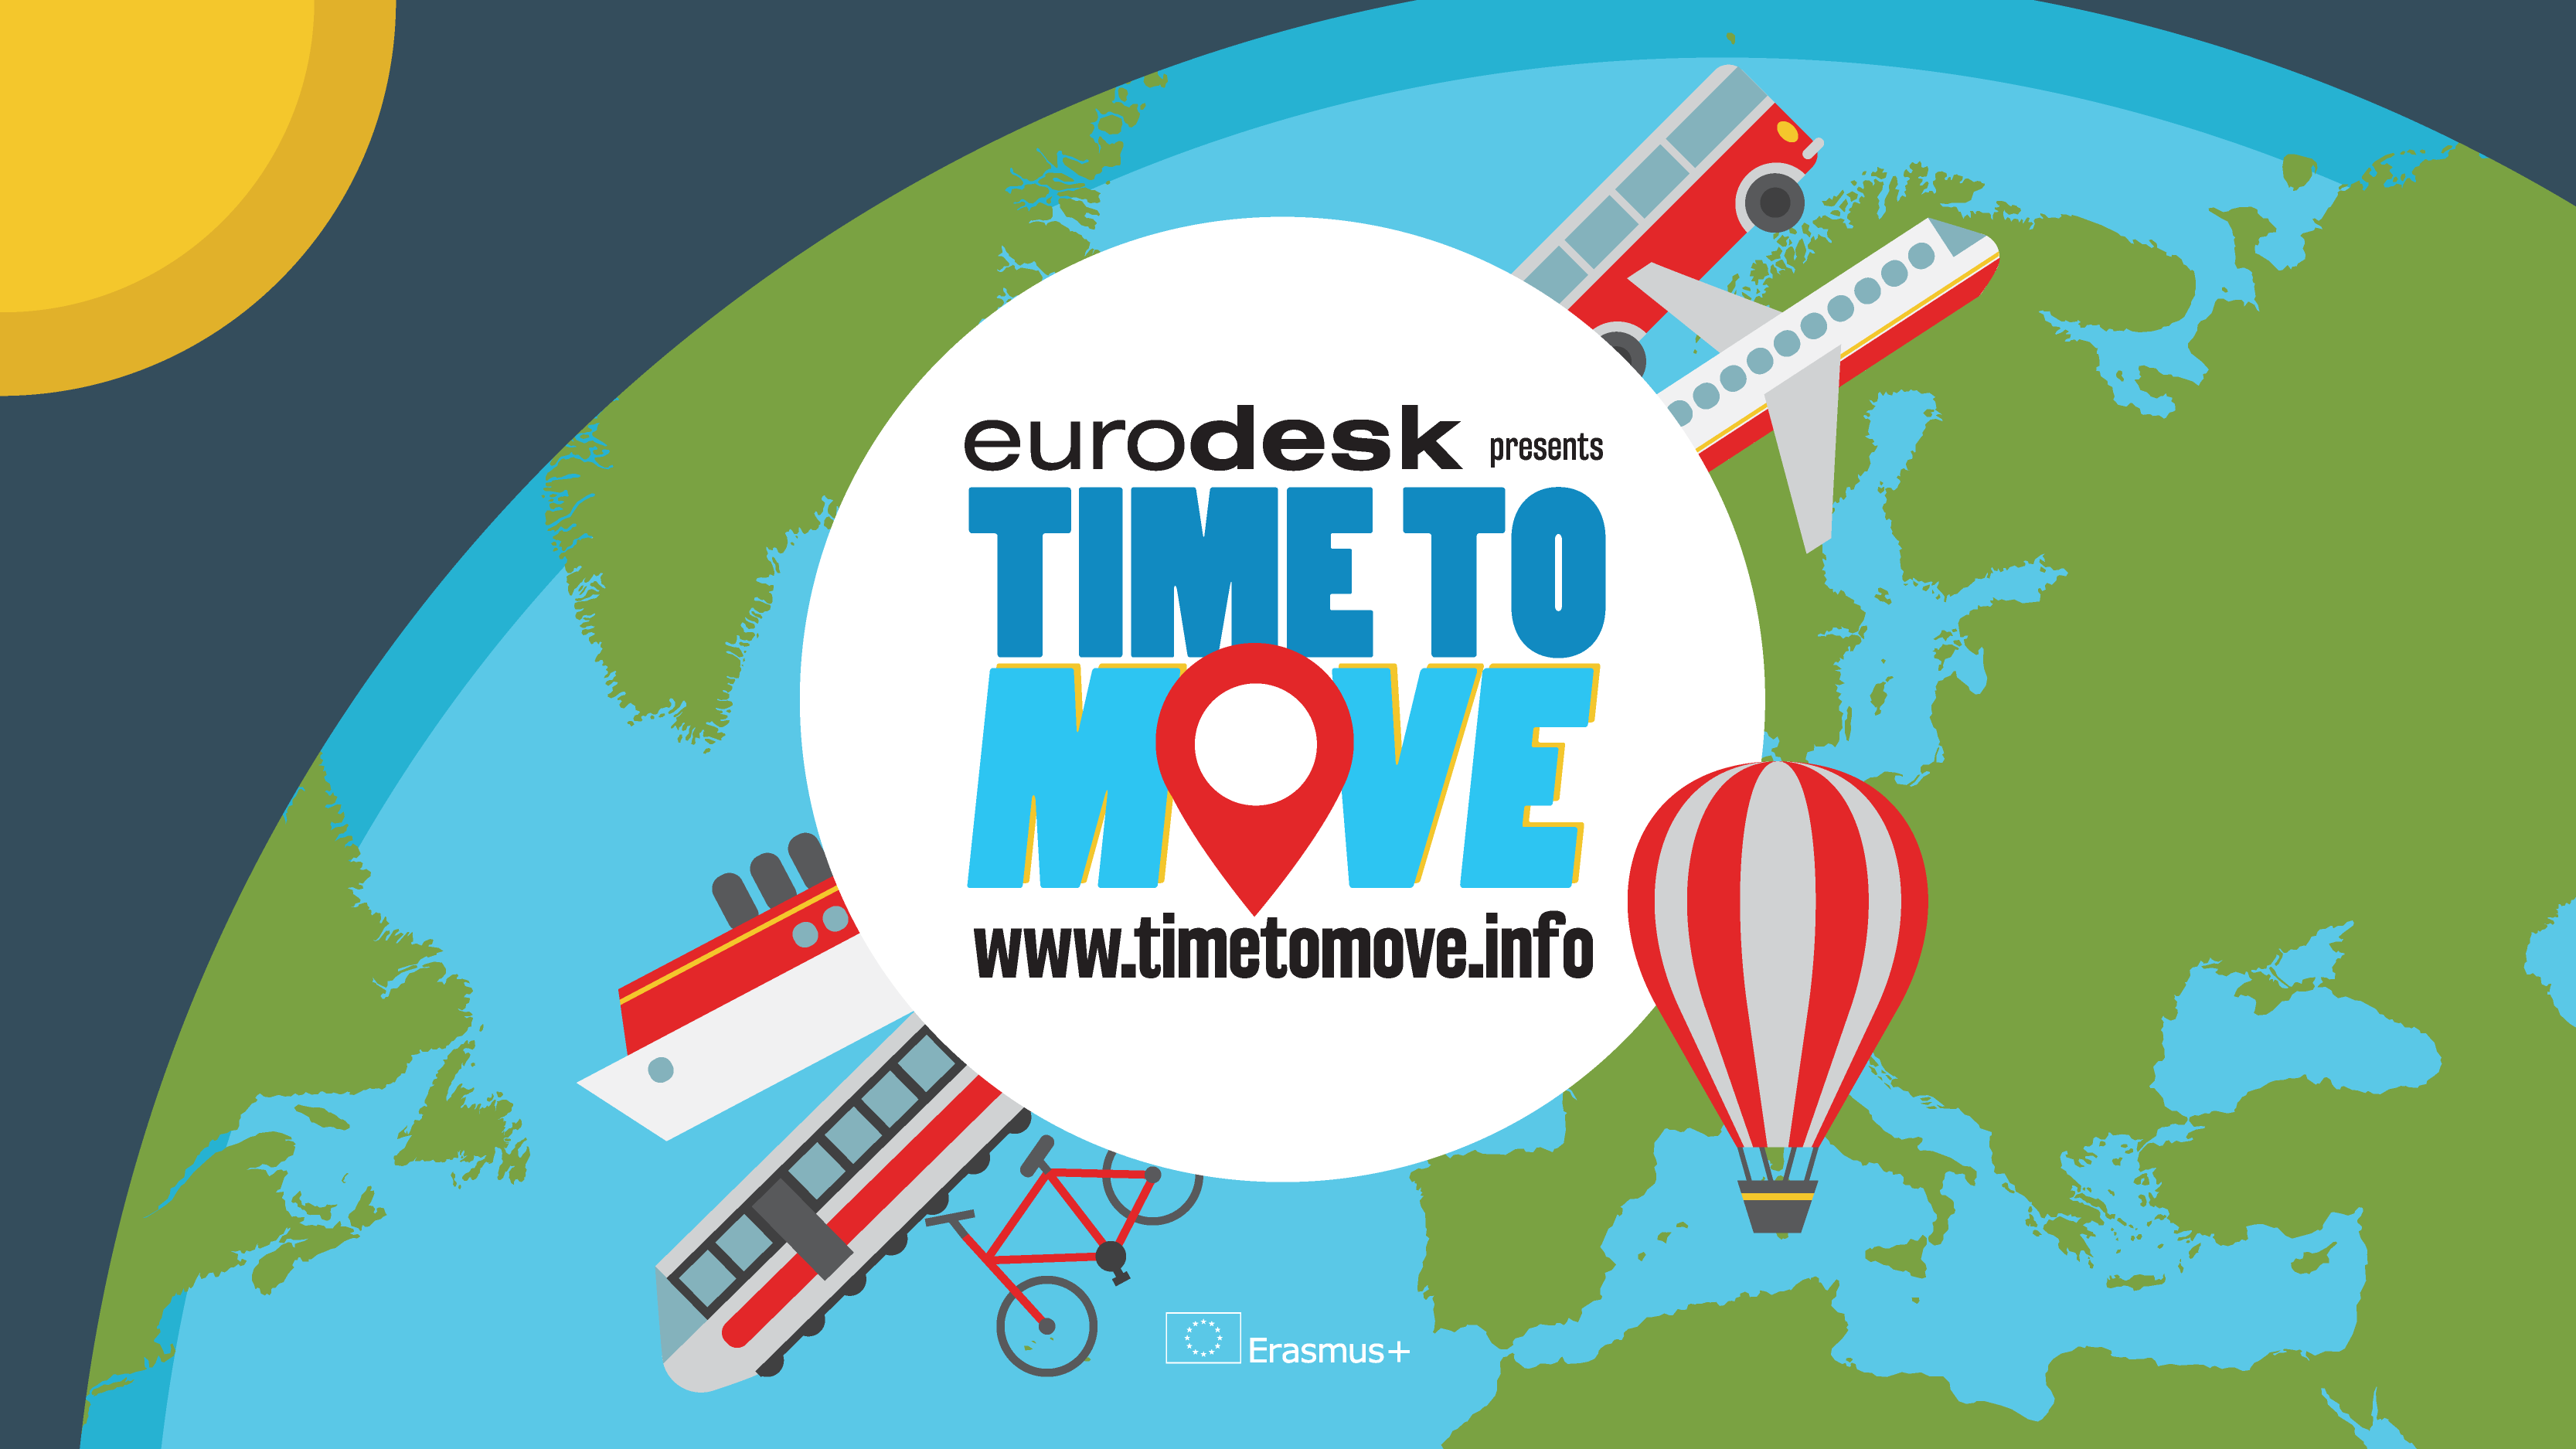 eurodesk presents
TIME TO
MOVE
www.timetomove.info
Erasmus+